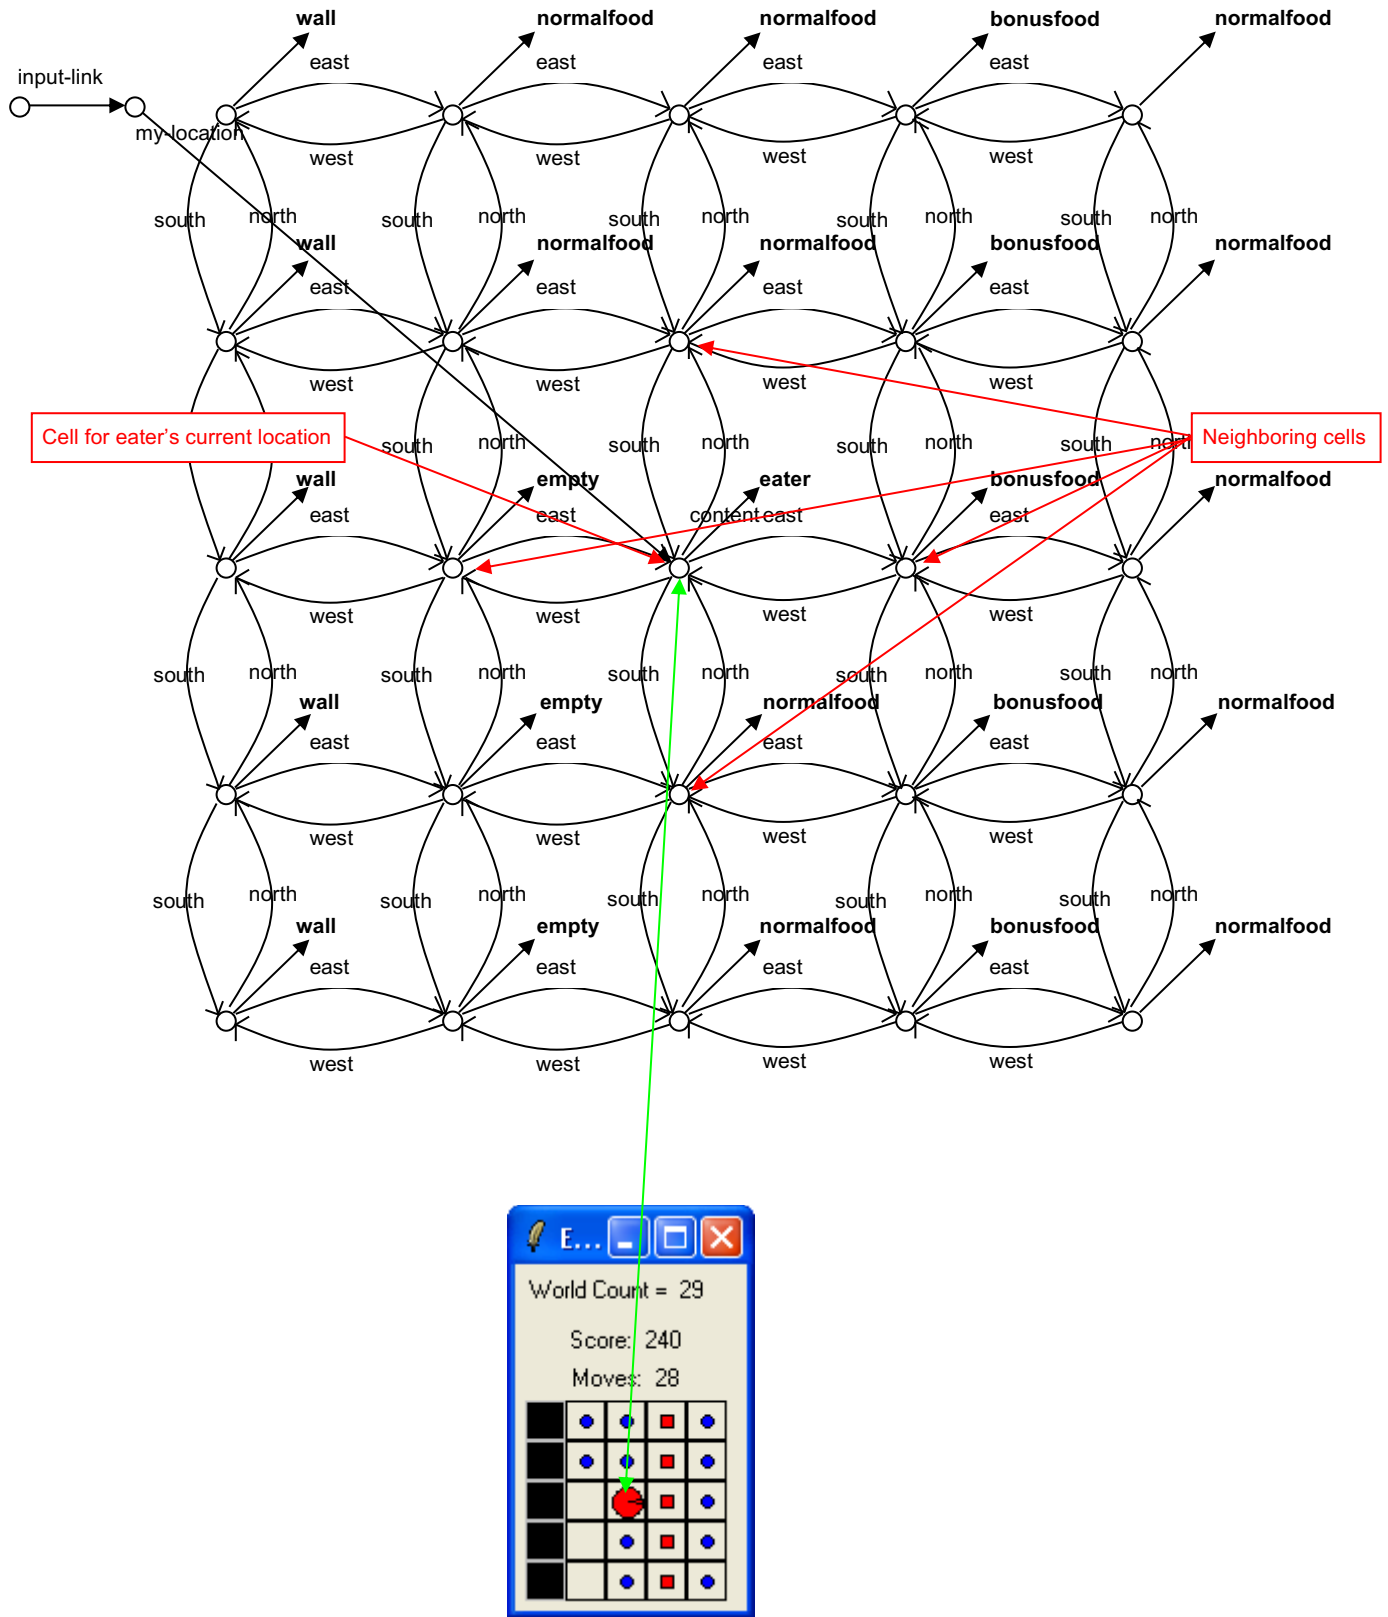 wall normalfood normalfood bonusfood normalfood
east east east east
input-link
my-location
west west west west
south north south north south north south north south north
wall normalfood normalfood bonusfood normalfood
east east east east
west west west west
Cell for eater's current location
Neighboring cells
south north south north south north
wall empty eater bonusfood normalfood
east east content east east
west west west west
south north south north south north south north south north
wall empty normalfood bonusfood normalfood
east east east east
west west west west
south north south north south north south north south north
wall empty normalfood bonusfood normalfood
east east east east
west west west west
E...
World Count = 29
Score: 240
Moves: 28